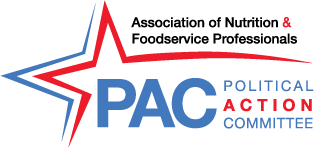 Association of Nutrition &
Foodservice Professionals
PAC
POLITICAL
ACTION
COMMITTEE